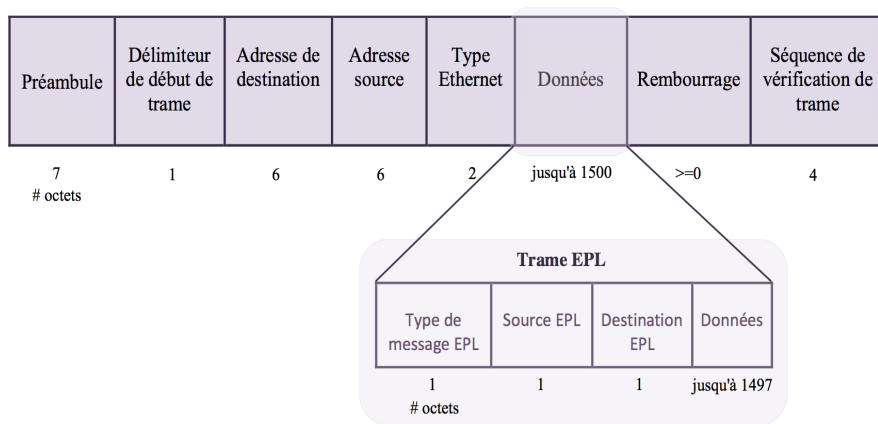 Préambule
Délimiteur
de début de
trame
Adresse de
destination
Adresse
source
Type
Ethernet
Données
Rembourrage
Séquence de
vérification de
trame
7
# octets
1
6
6
2
jusqu'à 1500
>=0
4
Trame EPL
Type de
message EPL
Source EPL
Destination
EPL
Données
1
# octets
1
1
jusqu'à 1497